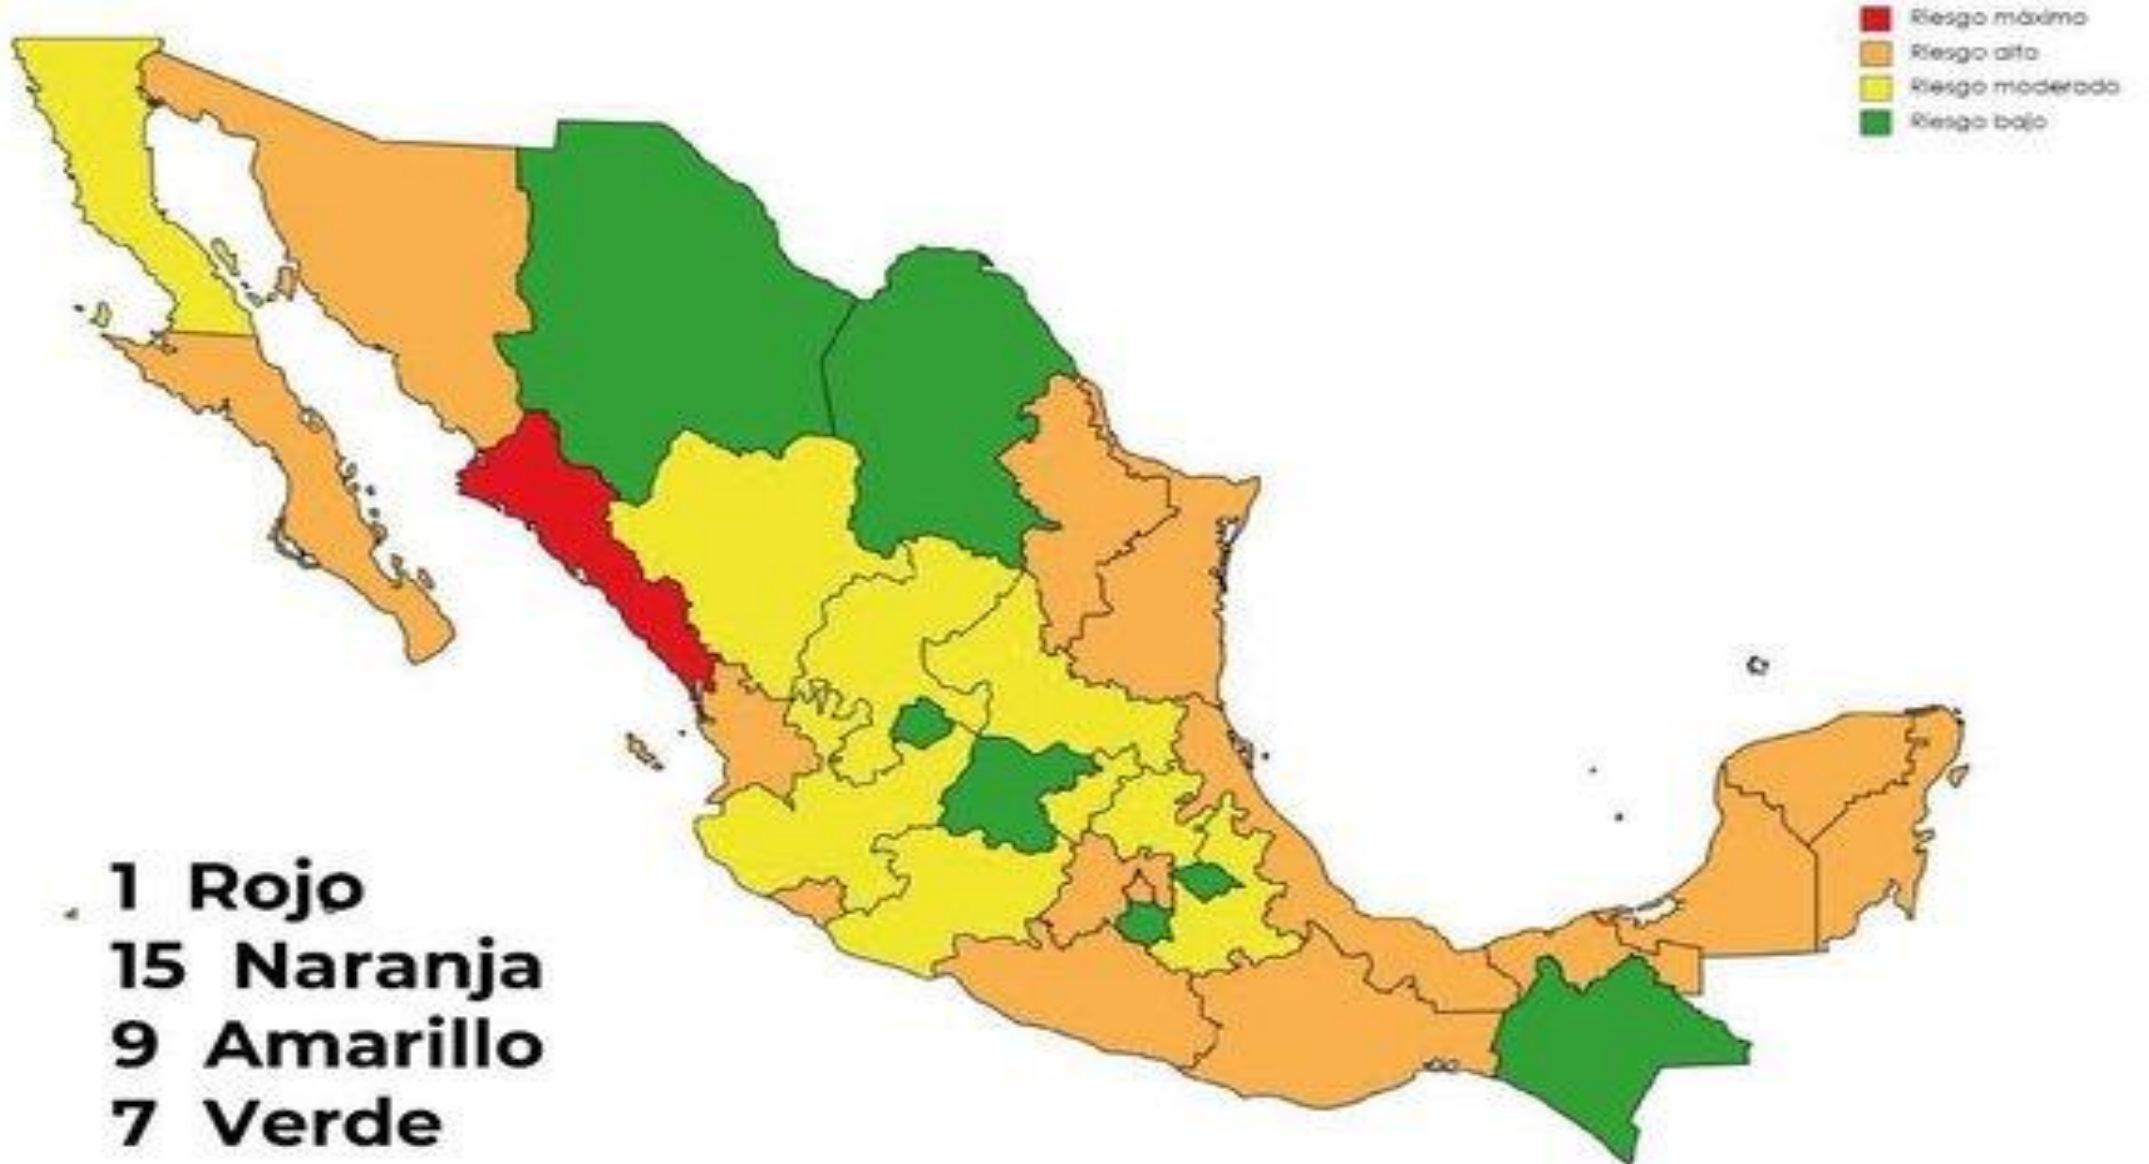 Riesgo máximo
Riesgo alto
Riesgo moderado
Riesgo bajo
1 Rojo
15 Naranja
9 Amarillo
7 Verde